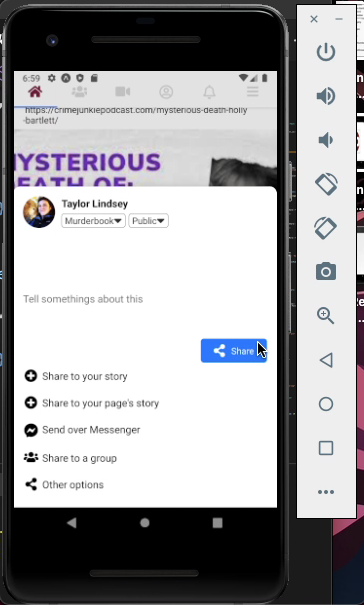 6:59
https://crimejunkiepodcast.com/mysterious-death-holly
-bartlett/
MYSTERIOUS
DEATH OF:
Taylor Lindsey
Murderbook
Public
Tell somethings about this
Share
Share to your story
Share to your page's story
Send over Messenger
Share to a group
Other options